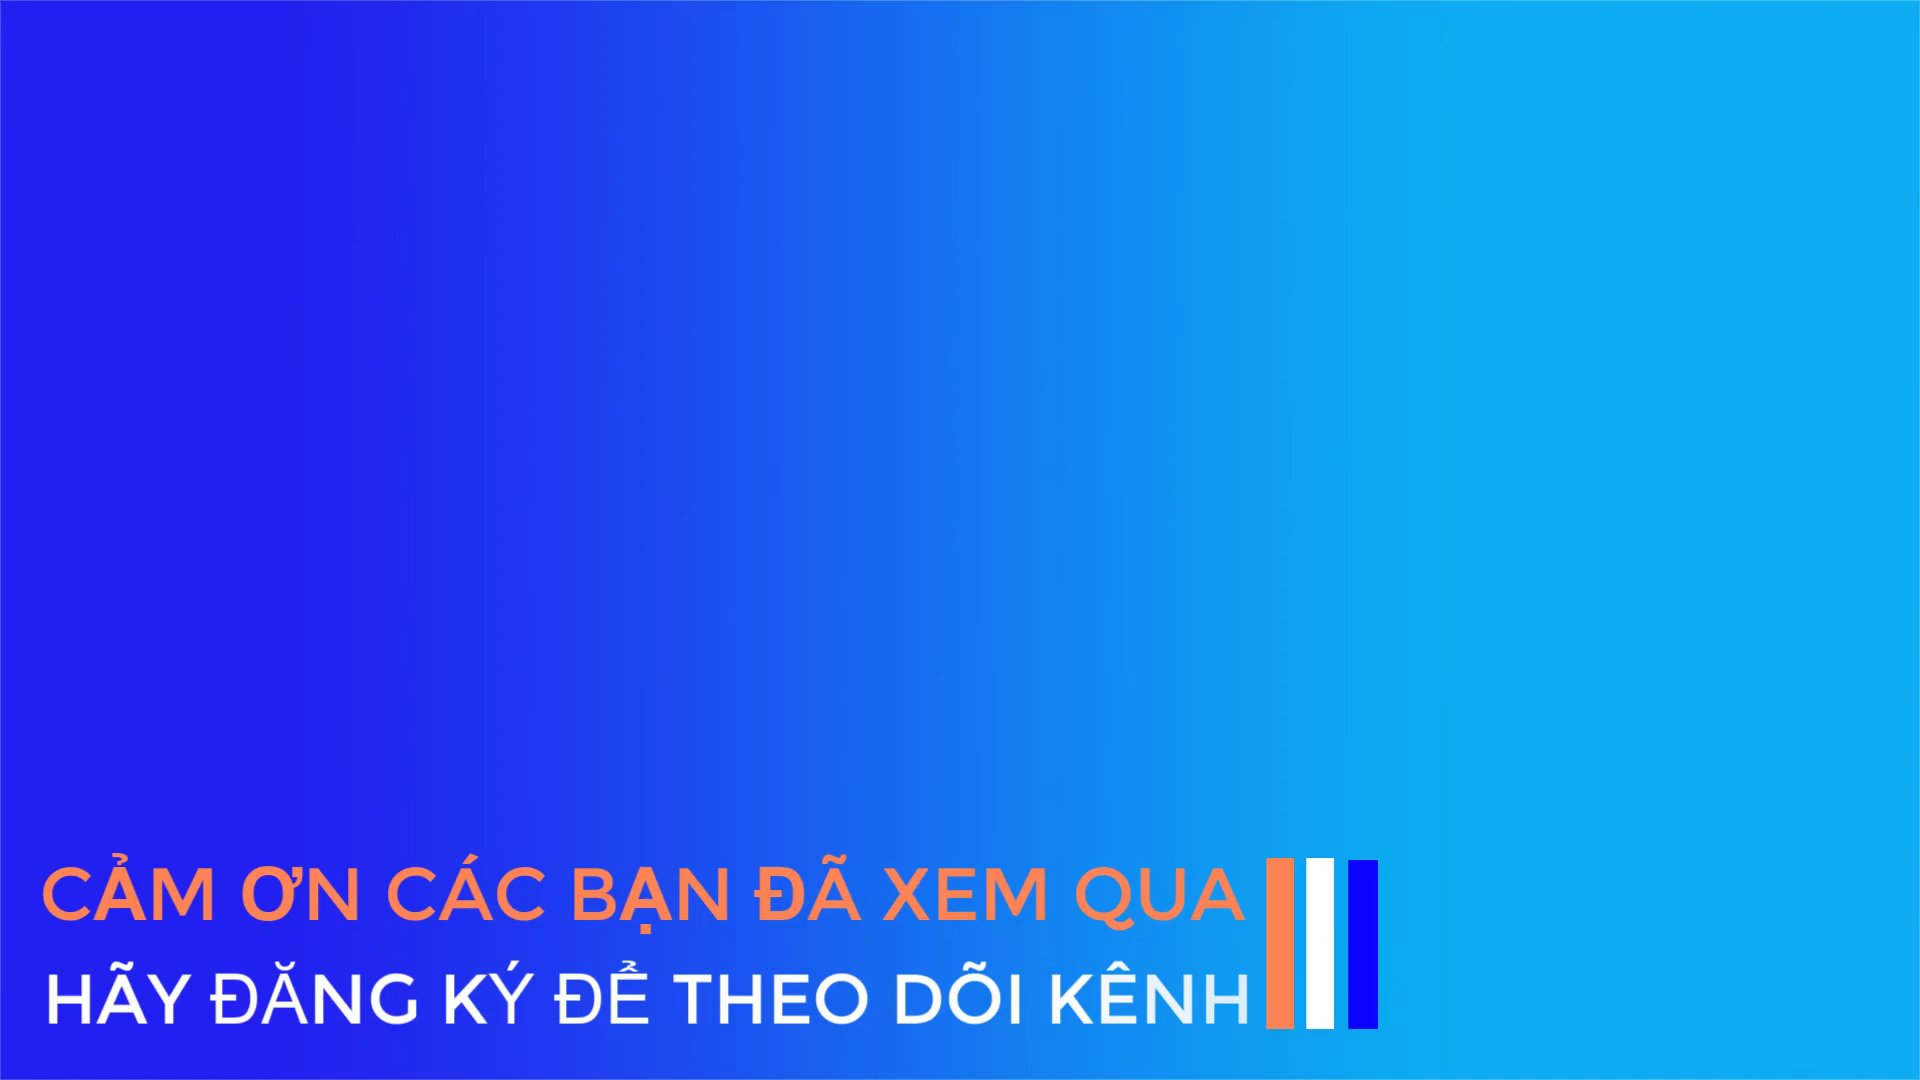 CẢM ƠN CÁC BẠN ĐÃ XEM QUA
HÃY ĐĂNG KÝ ĐỂ THEO DÕI KÊNH